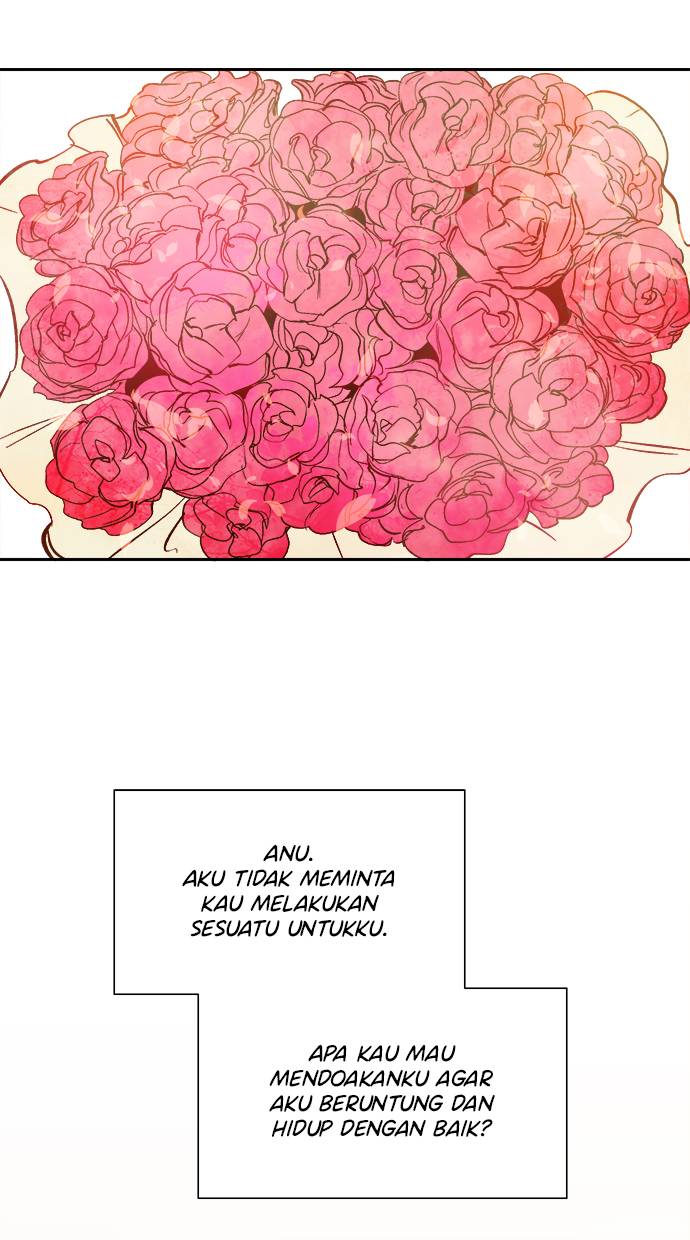 ANU.
AKU TIDAK MEMINTA
KAU MELAKUKAN
SESUATU UNTUKKU.
APA KAU MAU
MENDOAKANKU AGAR
AKU BERUNTUNG DAN
HIDUP DENGAN BAIK?